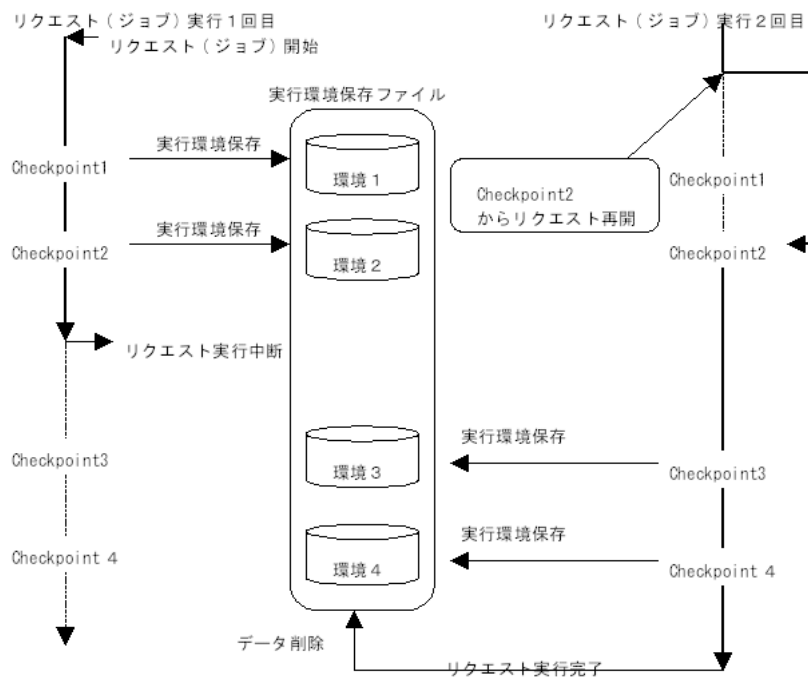 リクエスト(ジョブ)実行１回目
リクエスト(ジョブ)実行２回目
リクエスト(ジョブ)開始
実行環境保存ファイル
実行環境保存
Checkpoint1
環境１
Checkpoint2
からリクエスト再開
Checkpoint1
実行環境保存
Checkpoint2
環境２
Checkpoint2
リクエスト実行中断
実行環境保存
Checkpoint3
環境３
Checkpoint3
実行環境保存
Checkpoint 4
環境４
Checkpoint 4
データ削除
リクエスト実行完了